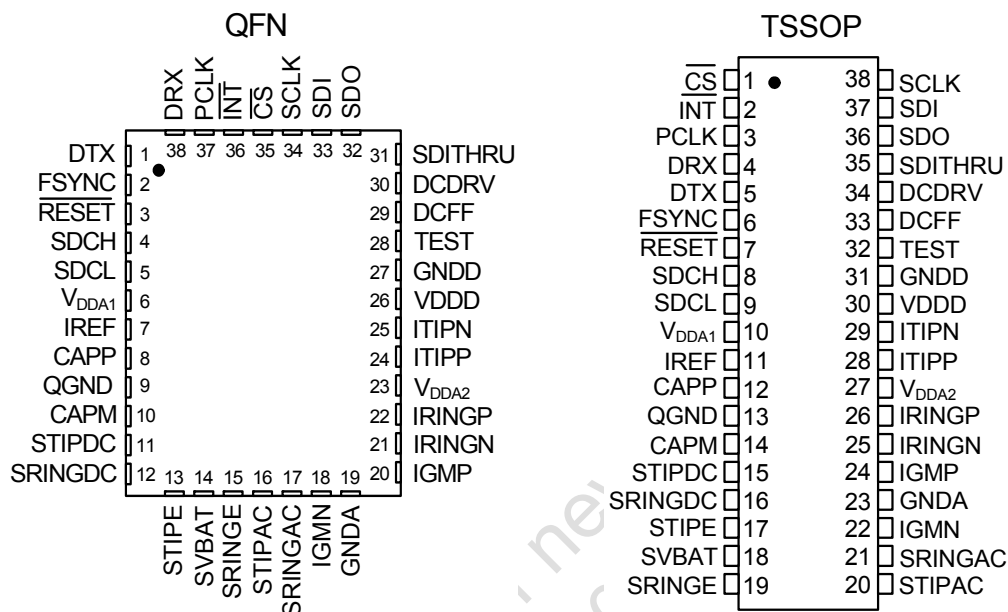 QFN
DRX PCLK INT CS SCLK SDI SDO
38 37 36 35 34 33 32
DTX 1
FSYNC 2
RESET 3
SDCH 4
SDCL 5
VDDA1 6
IREF 7
CAPP 8
QGND 9
CAPM 10
STIPDC 11
SRINGDC 12
31 SDITHRU
30 DCDRV
29 DCFF
28 TEST
27 GNDD
26 VDDD
25 ITIPN
24 ITIPP
23 VDDA2
22 IRINGP
21 IRINGN
20 IGMP
13 14 15 16 17 18 19
STIPE SVBAT SRINGE STIPAC SRINGAC IGMN GNDA
TSSOP
CS 1 38 SCLK
INT 2 37 SDI
PCLK 3 36 SDO
DRX 4 35 SDITHRU
DTX 5 34 DCDRV
FSYNC 6 33 DCFF
RESET 7 32 TEST
SDCH 8 31 GNDD
SDCL 9 30 VDDD
VDDA1 10 29 ITIPN
IREF 11 28 ITIPP
CAPP 12 27 VDDA2
QGND 13 26 IRINGP
CAPM 14 25 IRINGN
STIPDC 15 24 IGMP
SRINGDC 16 23 GNDA
STIPE 17 22 IGMN
SVBAT 18 21 SRINGAC
SRINGE 19 20 STIPAC